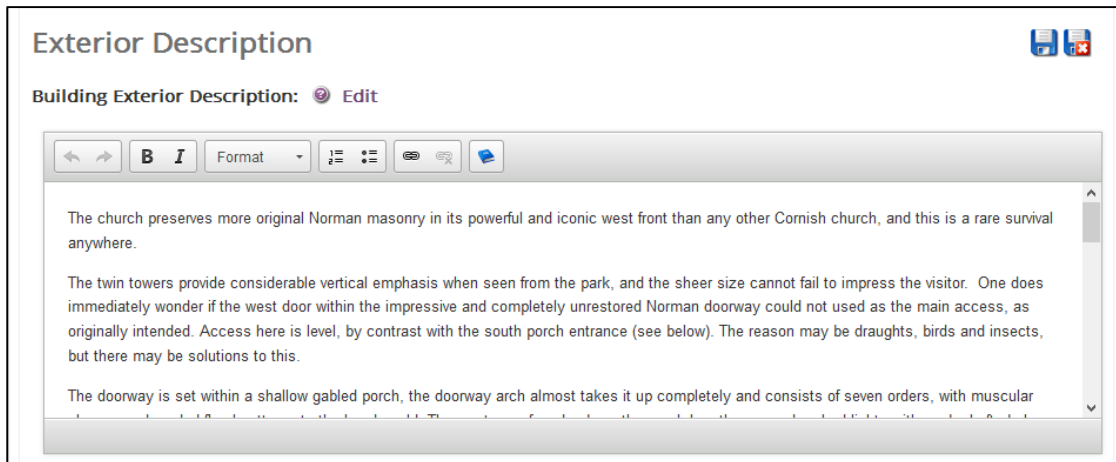 Exterior Description
Building Exterior Description: Edit
B I Format
The church preserves more original Norman masonry in its powerful and iconic west front than any other Cornish church, and this is a rare survival
anywhere.
The twin towers provide considerable vertical emphasis when seen from the park, and the sheer size cannot fail to impress the visitor.  One does
immediately wonder if the west door within the impressive and completely unrestored Norman doorway could not used as the main access, as
originally intended. Access here is level, by contrast with the south porch entrance (see below). The reason may be draughts, birds and insects,
but there may be solutions to this.
The doorway is set within a shallow gabled porch, the doorway arch almost takes it up completely and consists of seven orders, with muscular